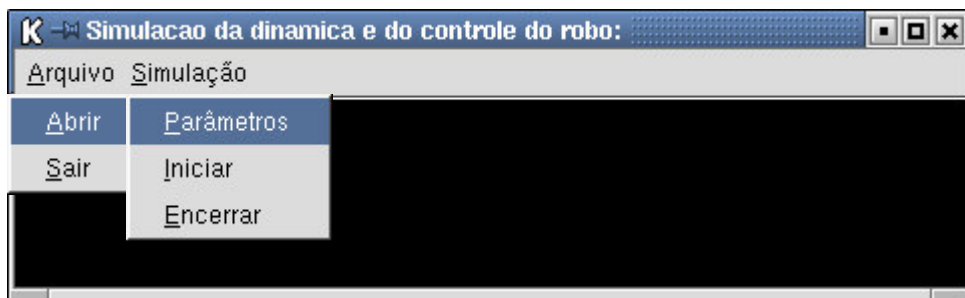 Simulacao da dinamica e do controle do robo:
Arquivo Simulação
Abrir Parâmetros
Sair Iniciar
Encerrar